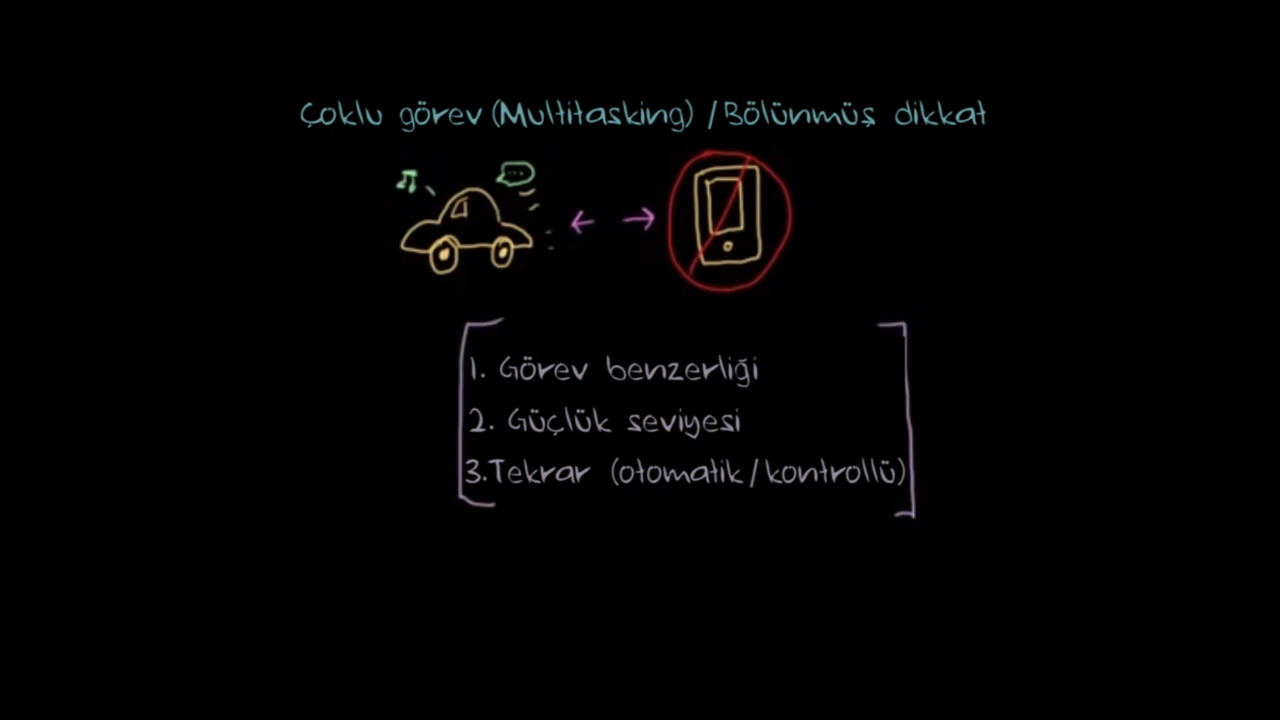 Çoklu görev (Multitasking) / Bölünmüş dikkat
1. Görev benzerliği
2. Güçlük seviyesi
3.Tekrar (otomatik/kontrollü)